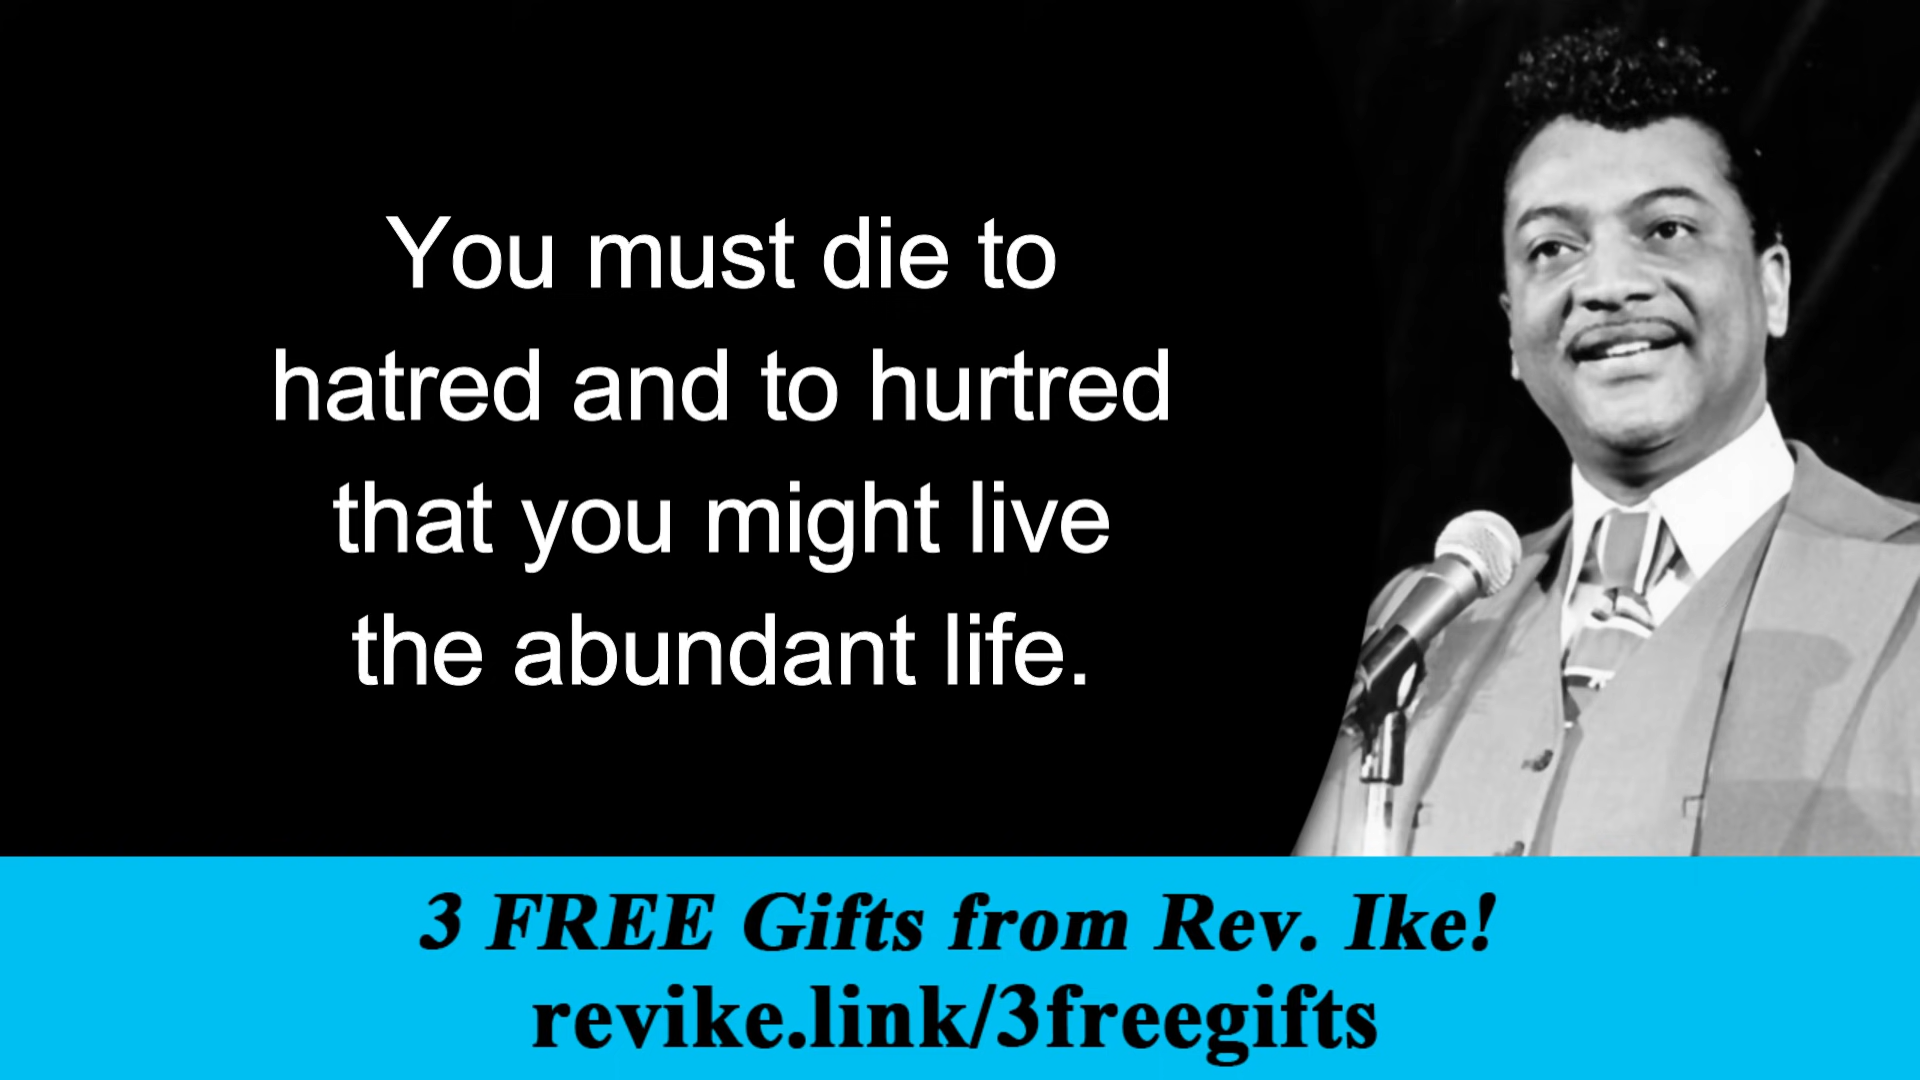 You must die to
hatred and to hurtred
that you might live
the abundant life.
3 FREE Gifts from Rev. Ike!
revike.link/3freegifts